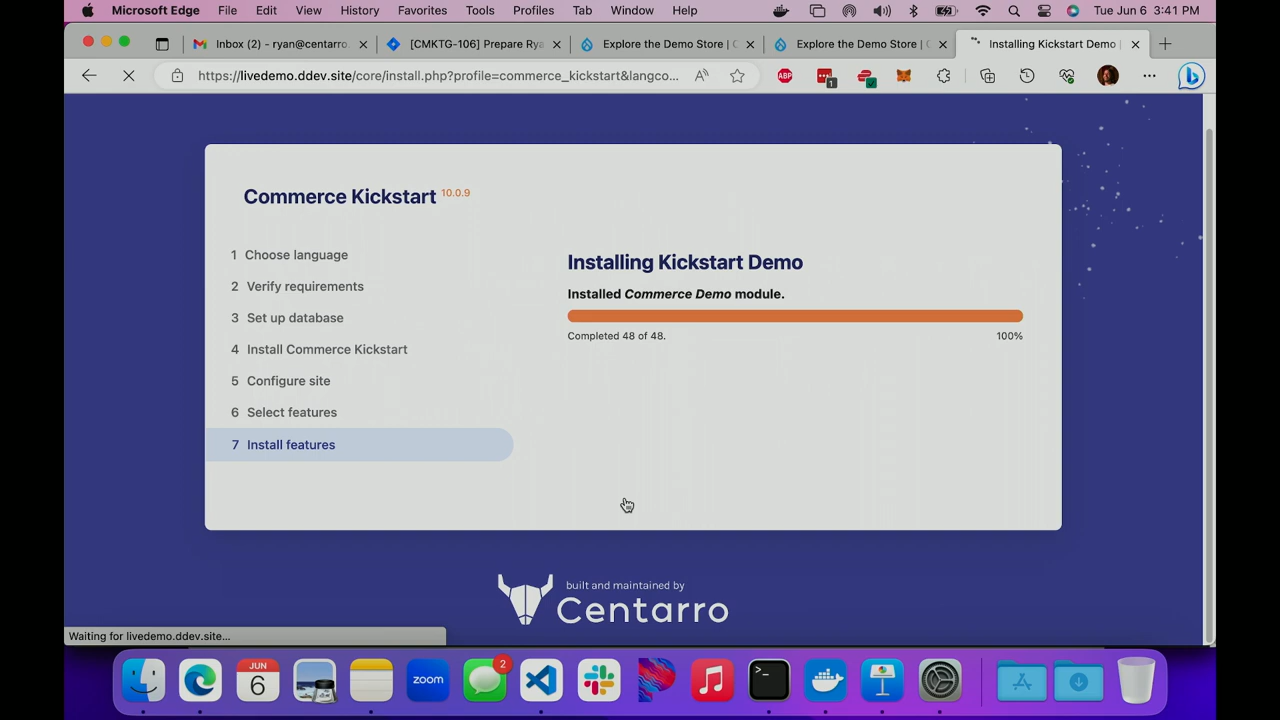 Microsoft Edge File Edit View History Favorites Tools Profiles Tab Window Help Tue Jun 6 3:41 PM
Inbox (2) - ryan@centarro. [CMKTG-106] Prepare Rya Explore the Demo Store | C Explore the Demo Store | C Installing Kickstart Demo |
https://livedemo.ddev.site/core/install.php?profile=commerce_kickstart&langco...
ABP 1
Commerce Kickstart 10.0.9
1 Choose language
2 Verify requirements
3 Set up database
4 Install Commerce Kickstart
5 Configure site
6 Select features
7 Install features
Installing Kickstart Demo
Installed Commerce Demo module.
Completed 48 of 48. 100%
built and maintained by
Centarro
Waiting for livedemo.ddev.site...
JUN
6
zoom
2